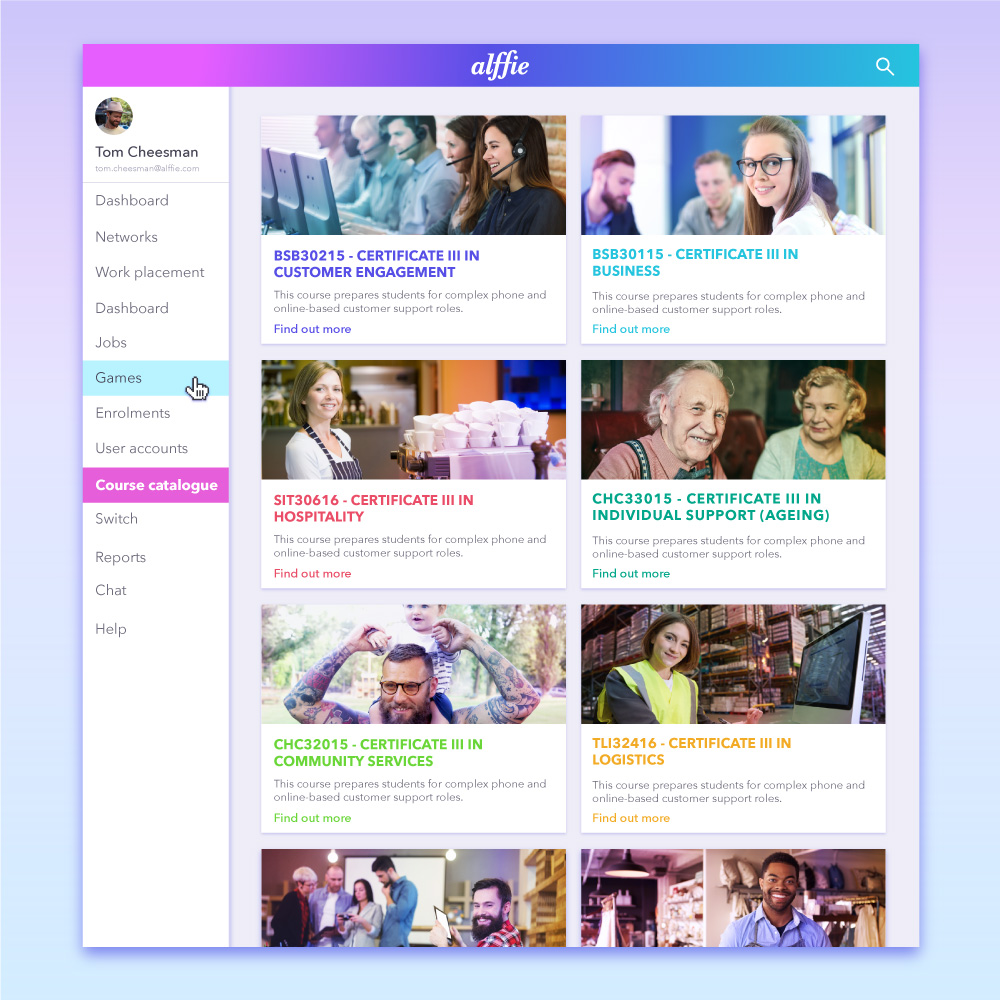 alffie
Tom Cheesman
tom.cheesman@alffie.com
Dashboard
Networks
Work placement
Dashboard
Jobs
Games
Enrolments
User accounts
Course catalogue
Switch
Reports
Chat
Help
BSB30215 - CERTIFICATE III IN
CUSTOMER ENGAGEMENT
This course prepares students for complex phone and
online-based customer support roles.
Find out more
BSB30115 - CERTIFICATE III IN
BUSINESS
This course prepares students for complex phone and
online-based customer support roles.
Find out more
SIT30616 - CERTIFICATE III IN
HOSPITALITY
This course prepares students for complex phone and
online-based customer support roles.
Find out more
CHC33015 - CERTIFICATE III IN
INDIVIDUAL SUPPORT (AGEING)
This course prepares students for complex phone and
online-based customer support roles.
Find out more
CHC32015 - CERTIFICATE III IN
COMMUNITY SERVICES
This course prepares students for complex phone and
online-based customer support roles.
Find out more
TLI32416 - CERTIFICATE III IN
LOGISTICS
This course prepares students for complex phone and
online-based customer support roles.
Find out more